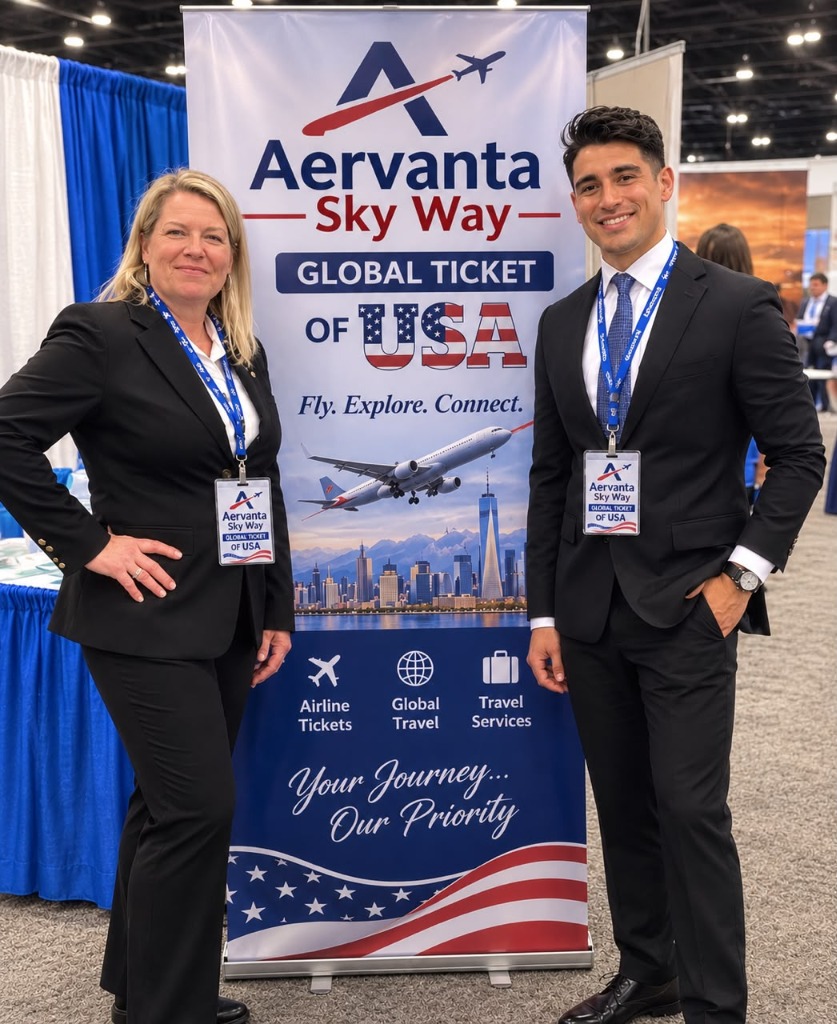 Aervanta
Sky Way
GLOBAL TICKET
OF USA
Fly. Explore. Connect.
Airline
Tickets
Global
Travel
Travel
Services
Your Journey...
Our Priority
Aervanta
Sky Way
GLOBAL TICKET
OF USA
Aervanta
Sky Way
GLOBAL TICKET
OF USA